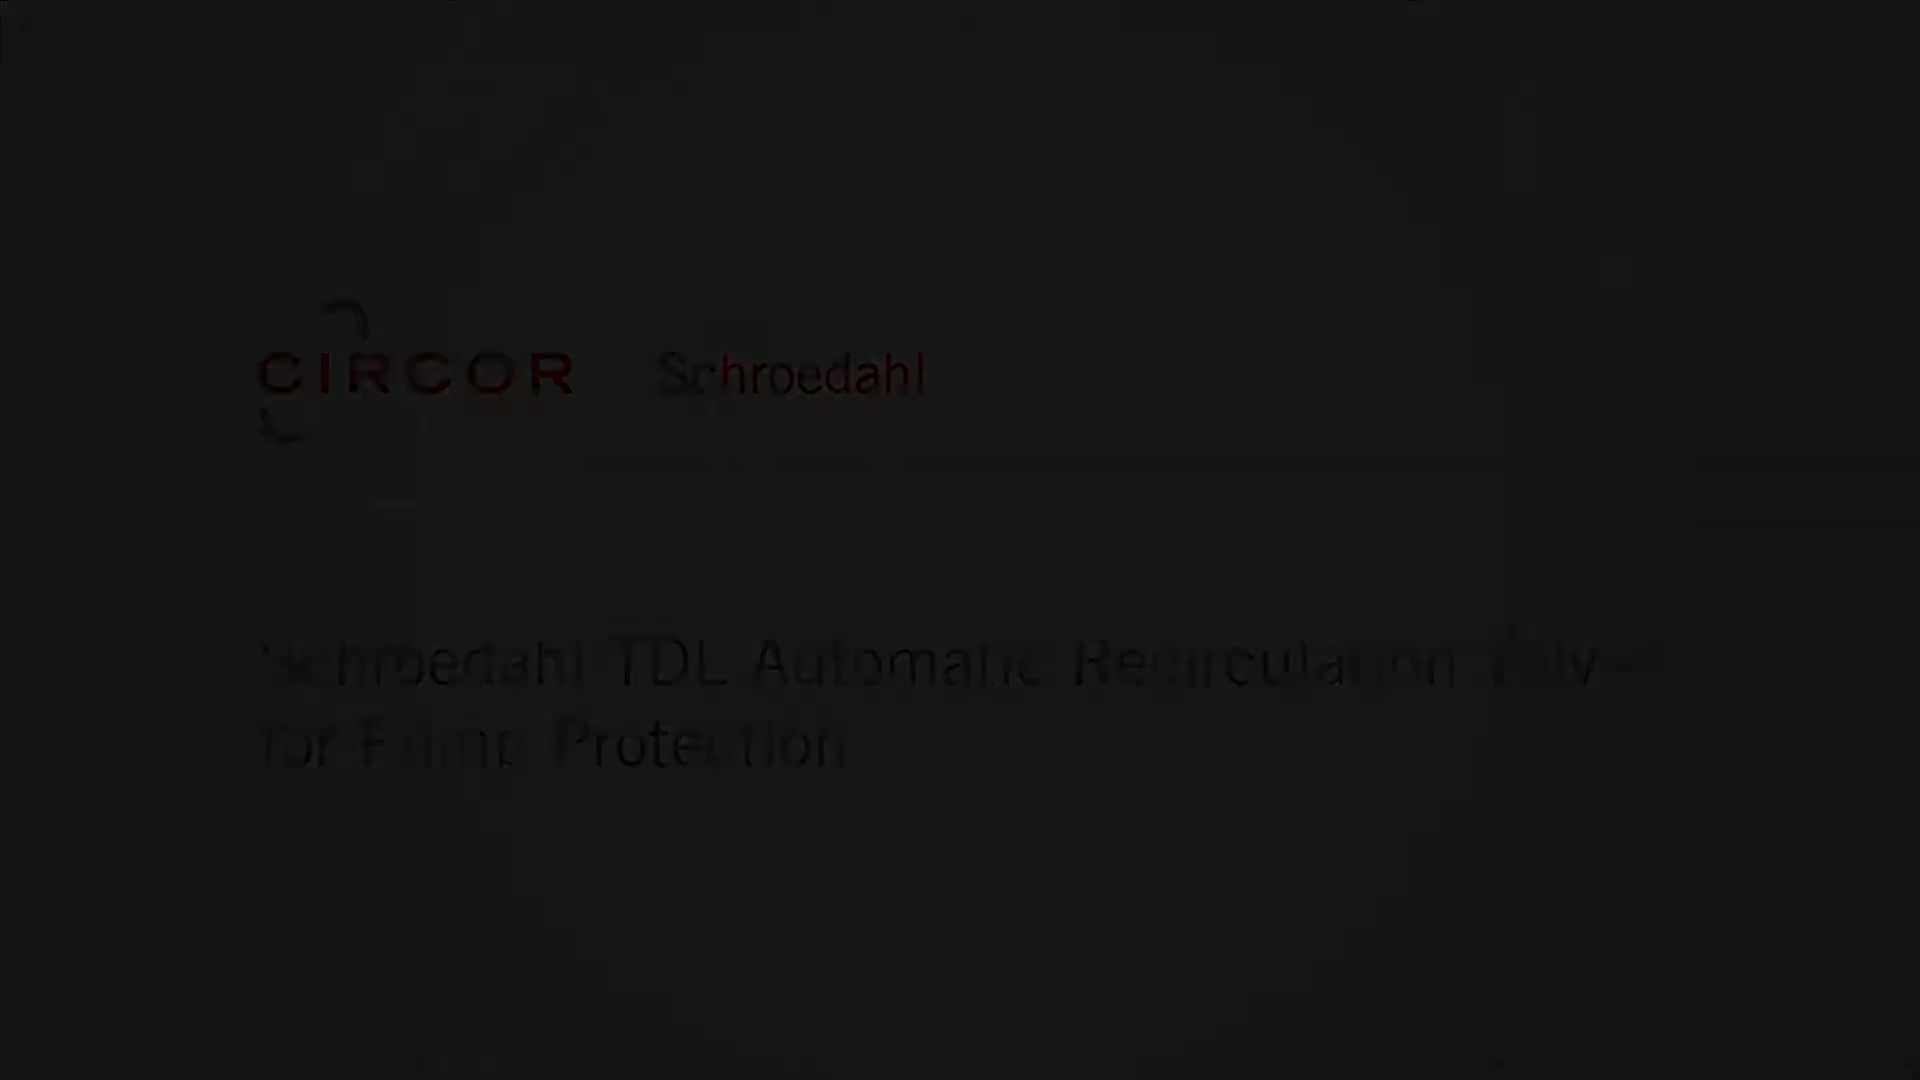 CIRCOR Schroedahl
Schroedahl TDL Automatic Recirculation Valve
for Pump Protection